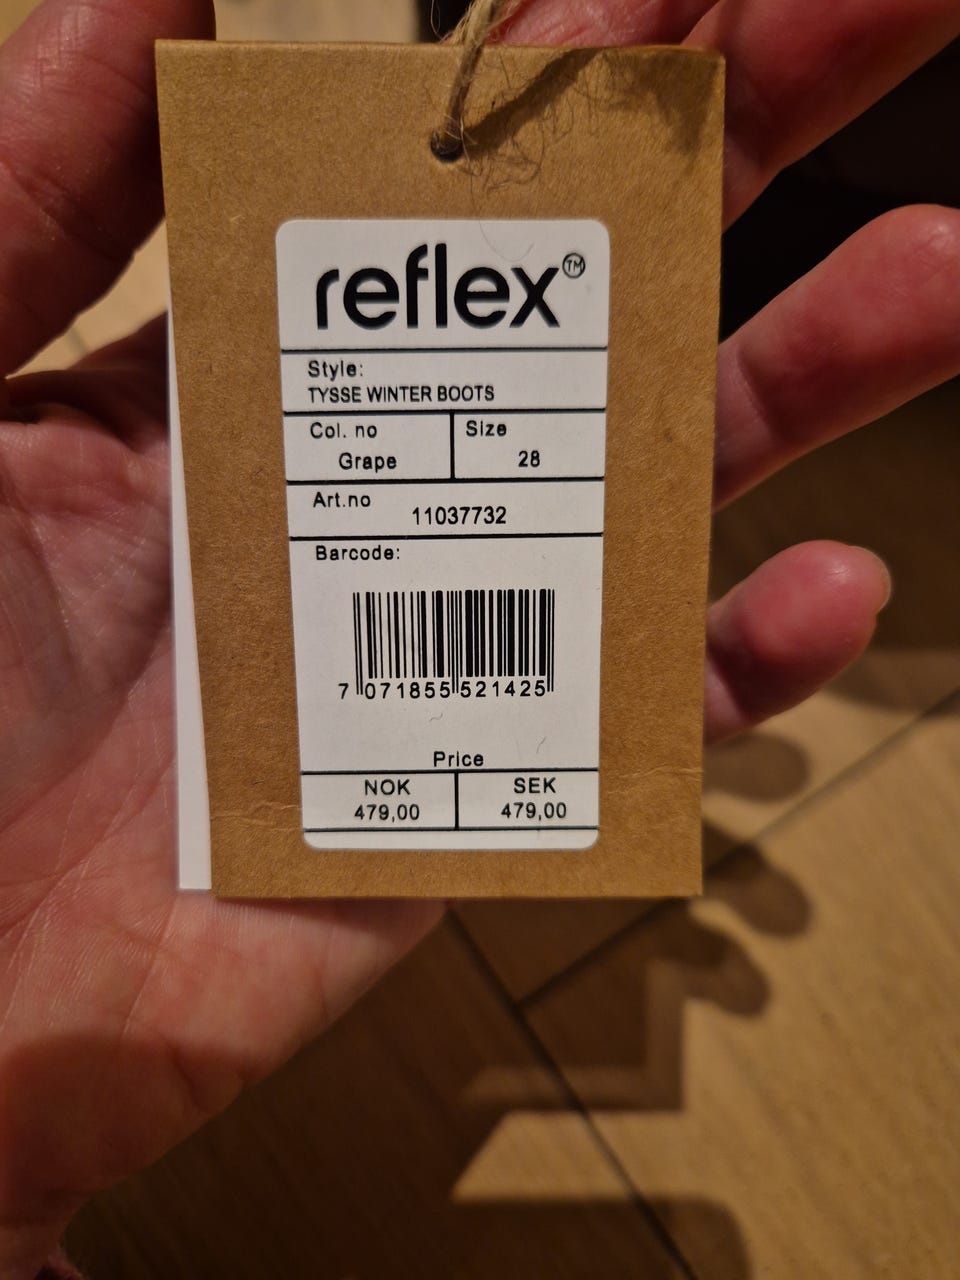 reflex™
Style:
TYSSE WINTER BOOTS
Col. no
Grape
Size
28
Art.no
11037732
Barcode:
7 071855 521425
Price
NOK
479,00
SEK
479,00